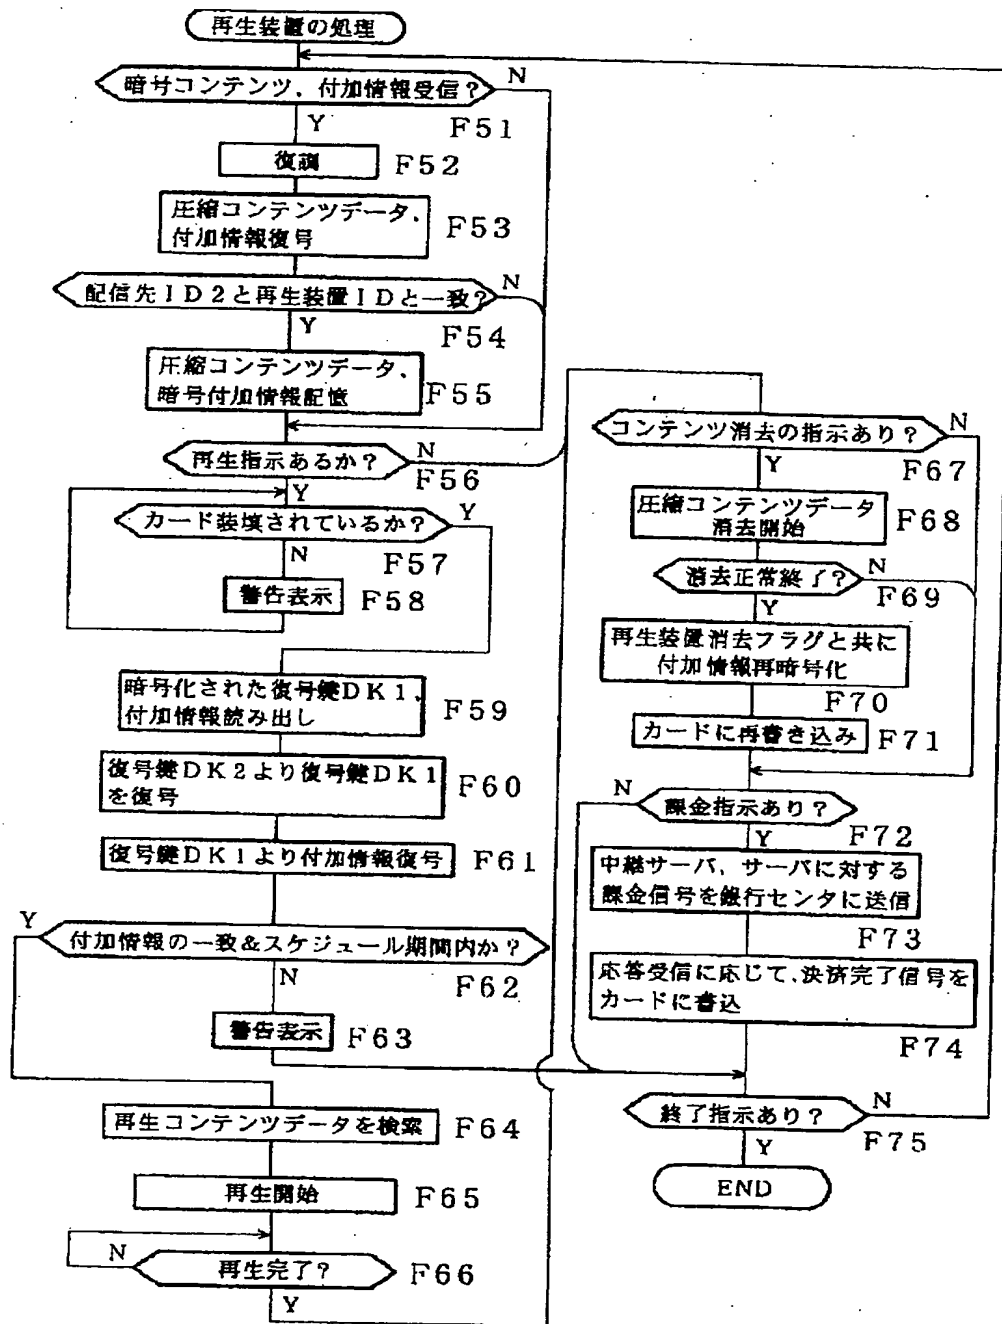 再生装置の処理
暗号コンテンツ、付加情報受信?
N
Y
F51
復調
F52
圧縮コンテンツデータ、
付加情報復号
F53
配信先ID2と再生装置IDと一致?
N
Y
F54
圧縮コンテンツデータ、
暗号付加情報記憶
F55
再生指示あるか?
N
F56
Y
カード装填されているか?
Y
N
F57
警告表示
F58
暗号化された復号鍵DK1、
付加情報読み出し
F59
復号鍵DK2より復号鍵DK1
を復号
F60
復号鍵DK1より付加情報復号
F61
Y
付加情報の一致&スケジュール期間内か?
N
F62
警告表示
F63
再生コンテンツデータを検索
F64
再生開始
F65
N
再生完了?
F66
Y
コンテンツ消去の指示あり?
N
Y
F67
圧縮コンテンツデータ
消去開始
F68
消去正常終了?
N
F69
Y
再生装置消去フラグと共に
付加情報再暗号化
F70
カードに再書き込み
F71
N
課金指示あり?
Y
F72
中継サーバ、サーバに対する
課金信号を銀行センタに送信
F73
応答受信に応じて、決済完了信号を
カードに書込
F74
終了指示あり?
N
F75
Y
END